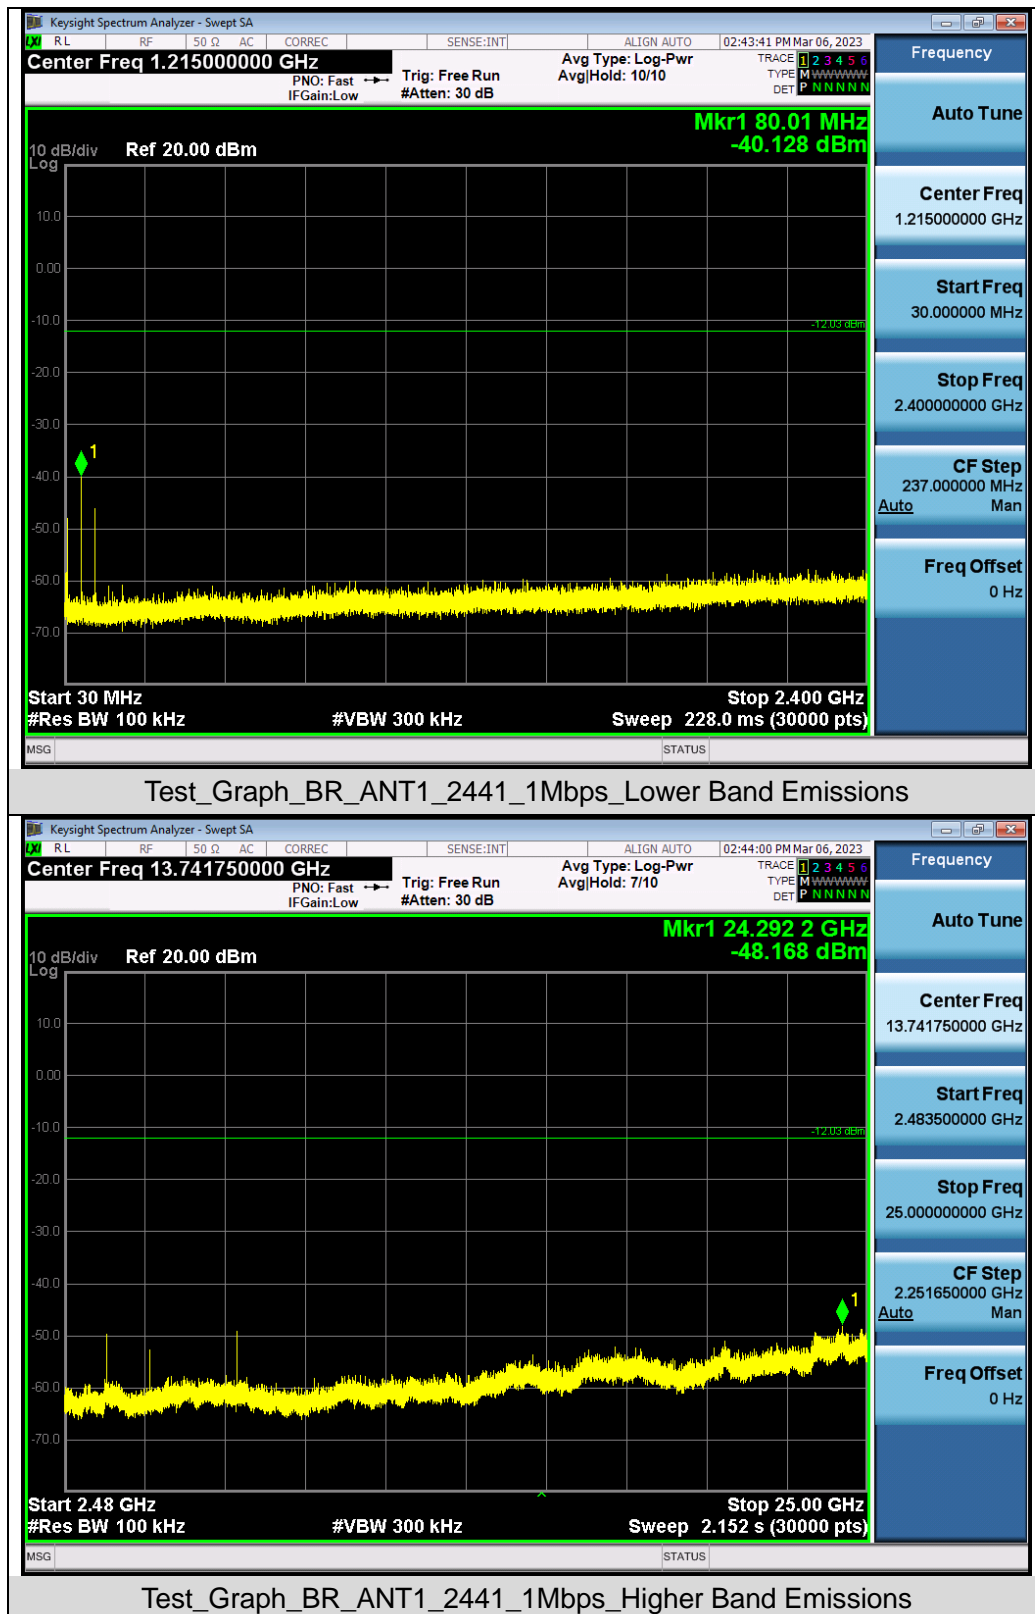 Keysight Spectrum Analyzer - Swept SA
LXI RL RF 50 Ω AC CORREC SENSE:INT ALIGN AUTO 02:43:41 PM Mar 06, 2023
Center Freq 1.215000000 GHz
PNO: Fast
IFGain:Low
Trig: Free Run
#Atten: 30 dB
Avg Type: Log-Pwr
Avg|Hold: 10/10
TRACE 1 2 3 4 5 6
TYPE M WWWWW
DET P N N N N N
Frequency
Mkr1 80.01 MHz
-40.128 dBm
10 dB/div Ref 20.00 dBm
Log
10.0
0.00
-10.0
-12.03 dBm
-20.0
-30.0
1
-40.0
-50.0
-60.0
-70.0
Start 30 MHz Stop 2.400 GHz
#Res BW 100 kHz #VBW 300 kHz Sweep 228.0 ms (30000 pts)
MSG STATUS
Auto Tune
Center Freq
1.215000000 GHz
Start Freq
30.000000 MHz
Stop Freq
2.400000000 GHz
CF Step
237.000000 MHz
Auto Man
Freq Offset
0 Hz
Test_Graph_BR_ANT1_2441_1Mbps_Lower Band Emissions
Keysight Spectrum Analyzer - Swept SA
LXI RL RF 50 Ω AC CORREC SENSE:INT ALIGN AUTO 02:44:00 PM Mar 06, 2023
Center Freq 13.741750000 GHz
PNO: Fast
IFGain:Low
Trig: Free Run
#Atten: 30 dB
Avg Type: Log-Pwr
Avg|Hold: 7/10
TRACE 1 2 3 4 5 6
TYPE M WWWWW
DET P N N N N N
Frequency
Mkr1 24.292 2 GHz
-48.168 dBm
10 dB/div Ref 20.00 dBm
Log
10.0
0.00
-10.0
-12.03 dBm
-20.0
-30.0
-40.0
1
-50.0
-60.0
-70.0
Start 2.48 GHz Stop 25.00 GHz
#Res BW 100 kHz #VBW 300 kHz Sweep 2.152 s (30000 pts)
MSG STATUS
Auto Tune
Center Freq
13.741750000 GHz
Start Freq
2.483500000 GHz
Stop Freq
25.000000000 GHz
CF Step
2.251650000 GHz
Auto Man
Freq Offset
0 Hz
Test_Graph_BR_ANT1_2441_1Mbps_Higher Band Emissions